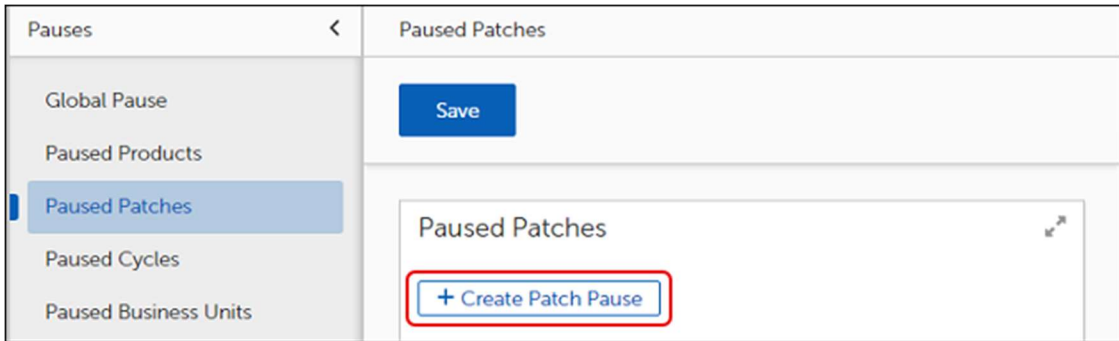 Pauses
Paused Patches
Global Pause
Paused Products
Paused Patches
Paused Cycles
Paused Business Units
Save
Paused Patches
+ Create Patch Pause